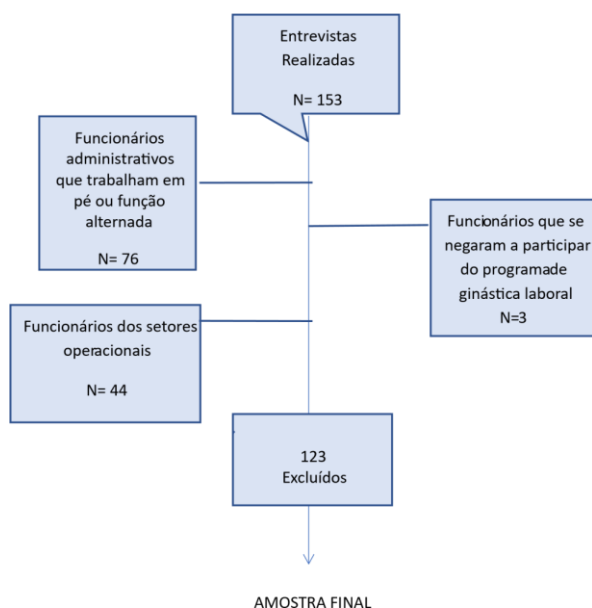 Entrevistas
Realizadas
N= 153
Funcionários
administrativos
que trabalham em
pé ou função
alternada
N= 76
Funcionários que se
negaram a participar
do programade
ginástica laboral
N=3
Funcionários dos setores
operacionais
N= 44
123
Excluídos
AMOSTRA FINAL